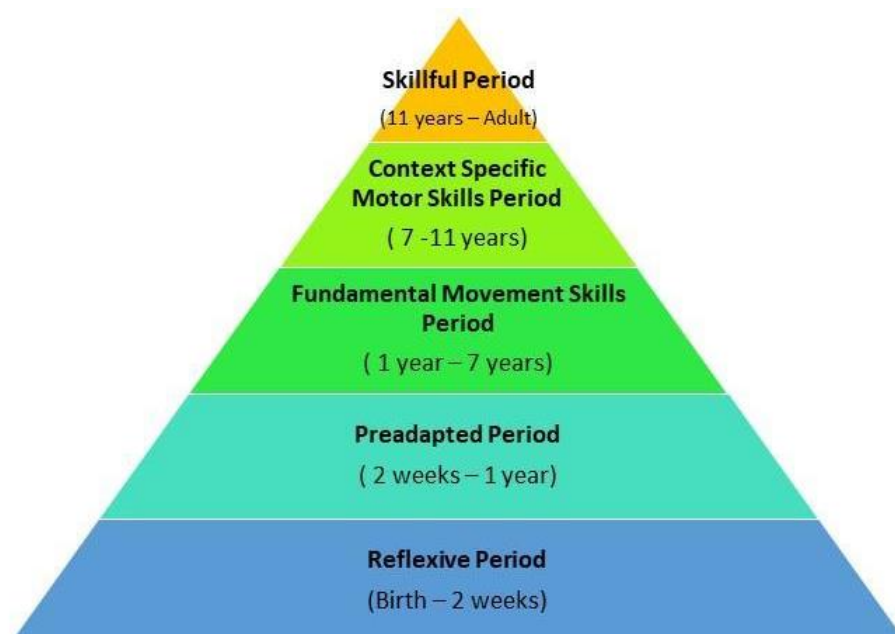 Skillful Period
(11 years – Adult)
Context Specific
Motor Skills Period
( 7 -11 years)
Fundamental Movement Skills
Period
( 1 year – 7 years)
Preadapted Period
( 2 weeks – 1 year)
Reflexive Period
(Birth – 2 weeks)